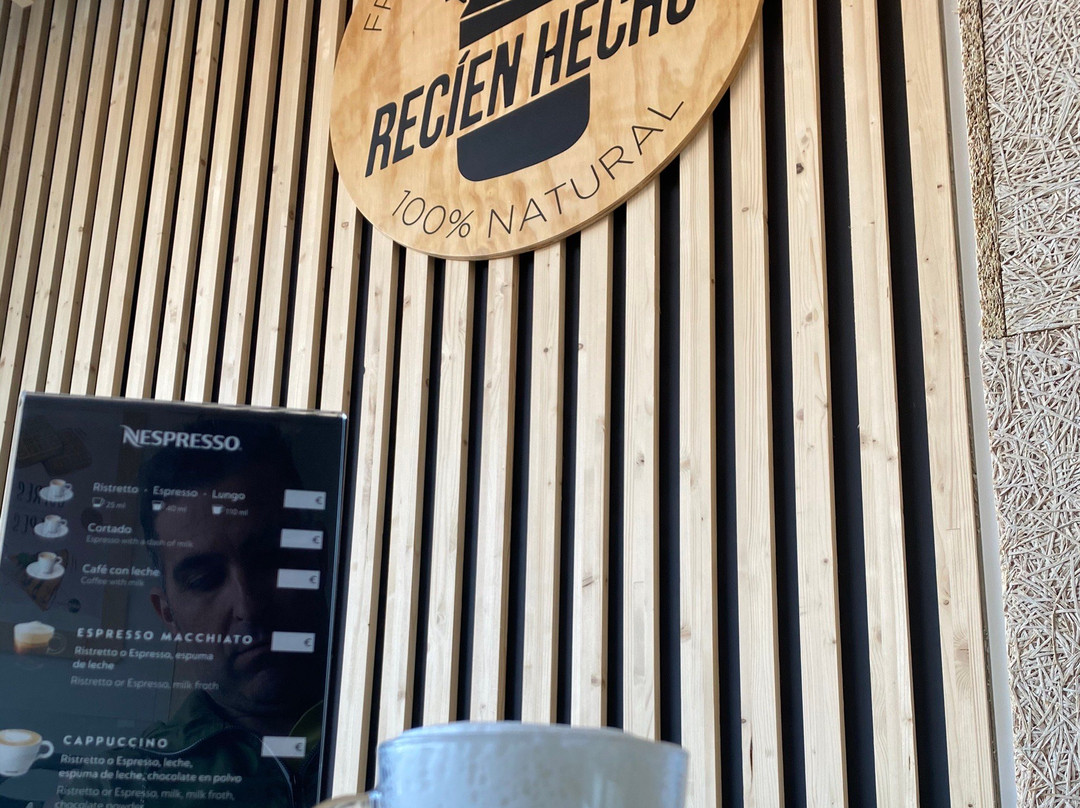 FR
RECÍEN HECHO
100% NATURAL
NESPRESSO
Ristretto · Espresso · Lungo
25 ml 40 ml 110 ml
€
Cortado
Espresso with a dash of milk
€
Café con leche
Coffee with milk
€
ESPRESSO MACCHIATO
Ristretto o Espresso, espuma
de leche
Ristretto or Espresso, milk froth
€
CAPPUCCINO
Ristretto o Espresso, leche,
espuma de leche, chocolate en polvo
Ristretto or Espresso, milk, milk froth,
chocolate powder
€